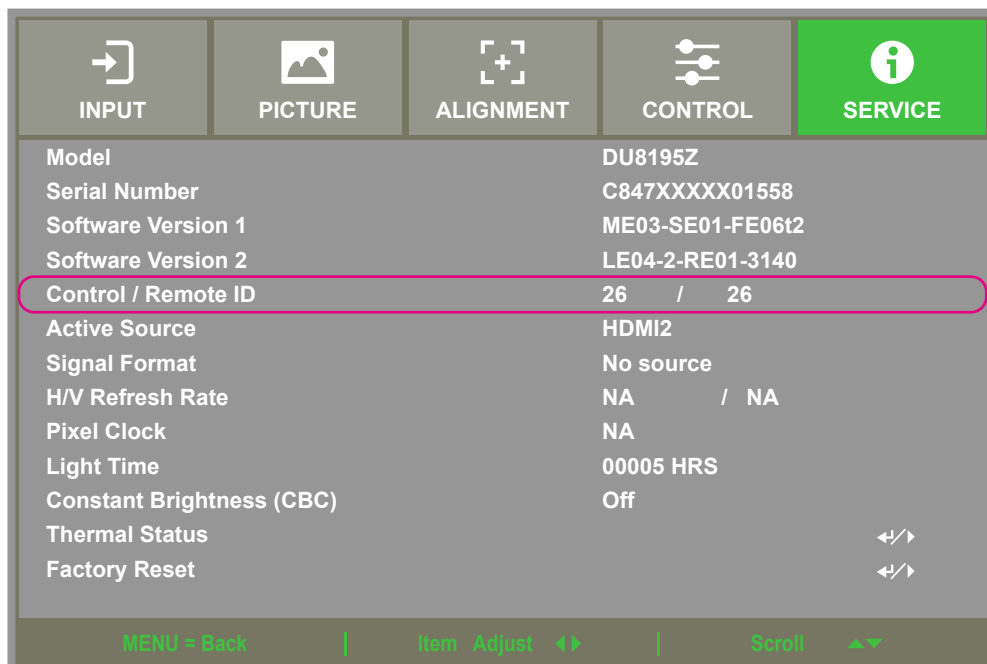 INPUT PICTURE ALIGNMENT CONTROL SERVICE
Model DU8195Z
Serial Number C847XXXXX01558
Software Version 1 ME03-SE01-FE06t2
Software Version 2 LE04-2-RE01-3140
Control / Remote ID 26 / 26
Active Source HDMI2
Signal Format No source
H/V Refresh Rate NA / NA
Pixel Clock NA
Light Time 00005 HRS
Constant Brightness (CBC) Off
Thermal Status
Factory Reset
MENU = Back | Item Adjust | Scroll